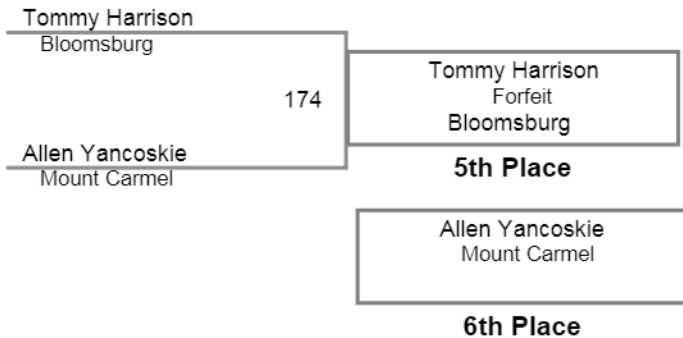 Tommy Harrison
Bloomsburg
174
Allen Yancoskie
Mount Carmel
Tommy Harrison
Forfeit
Bloomsburg
5th Place
Allen Yancoskie
Mount Carmel
6th Place